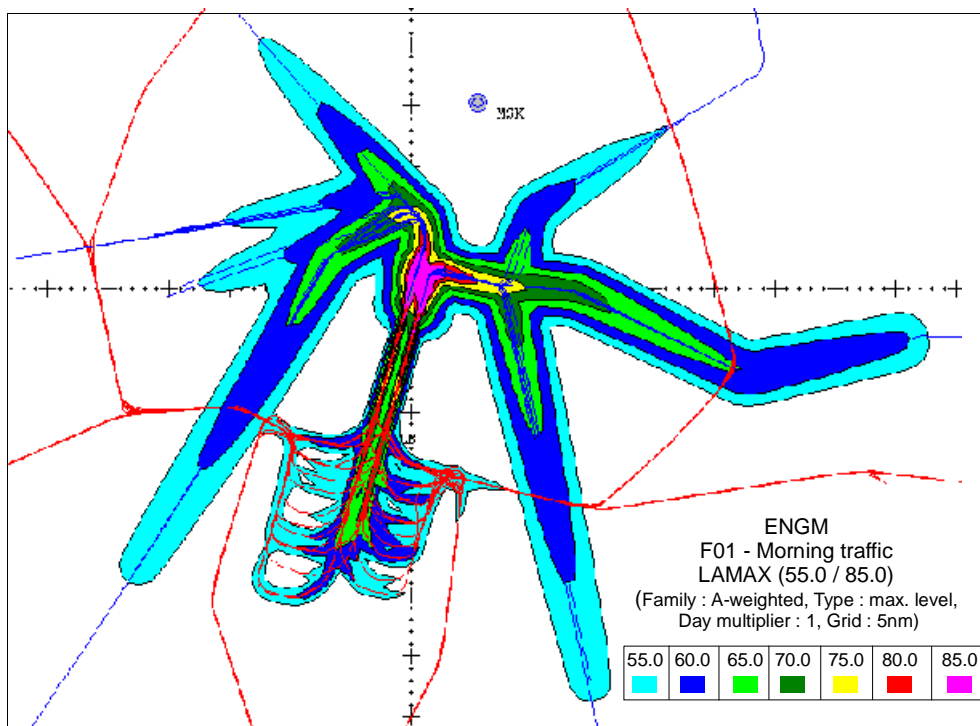 MSK
ENGM
F01 - Morning traffic
LAMAX (55.0 / 85.0)
(Family : A-weighted, Type : max. level,
Day multiplier : 1, Grid : 5nm)
55.0 60.0 65.0 70.0 75.0 80.0 85.0